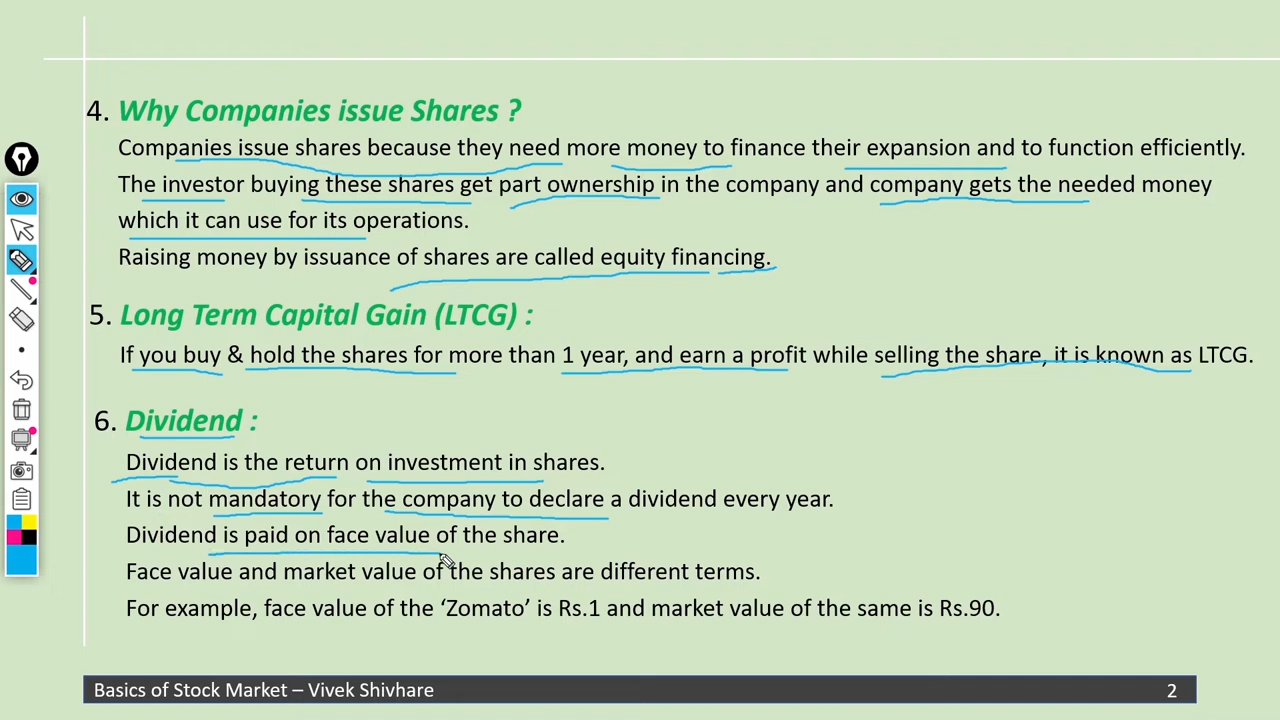 4. Why Companies issue Shares ?
Companies issue shares because they need more money to finance their expansion and to function efficiently.
The investor buying these shares get part ownership in the company and company gets the needed money
which it can use for its operations.
Raising money by issuance of shares are called equity financing.
5. Long Term Capital Gain (LTCG) :
If you buy & hold the shares for more than 1 year, and earn a profit while selling the share, it is known as LTCG.
6. Dividend :
Dividend is the return on investment in shares.
It is not mandatory for the company to declare a dividend every year.
Dividend is paid on face value of the share.
Face value and market value of the shares are different terms.
For example, face value of the ‘Zomato’ is Rs.1 and market value of the same is Rs.90.
Basics of Stock Market – Vivek Shivhare 2